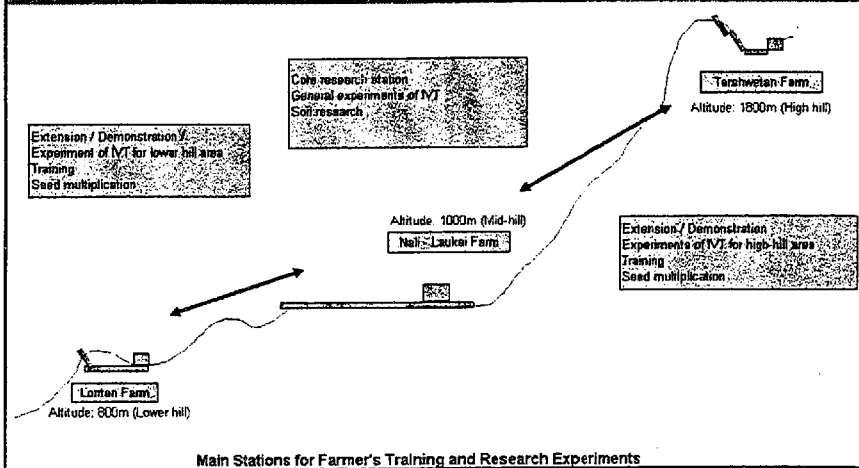 Tershwetan Farm
Altitude: 1800m (High hill)
Core research station
General experiments of IVT
Soil research
Extension / Demonstration /
Experiment of IVT for lower hill area
Training
Seed multiplication
Altitude: 1000m (Mid-hill)
Nali - Laukai Farm
Extension / Demonstration
Experiments of IVT for high-hill area
Training
Seed multiplication
Lontan Farm
Altitude: 800m (Lower hill)
Main Stations for Farmer's Training and Research Experiments